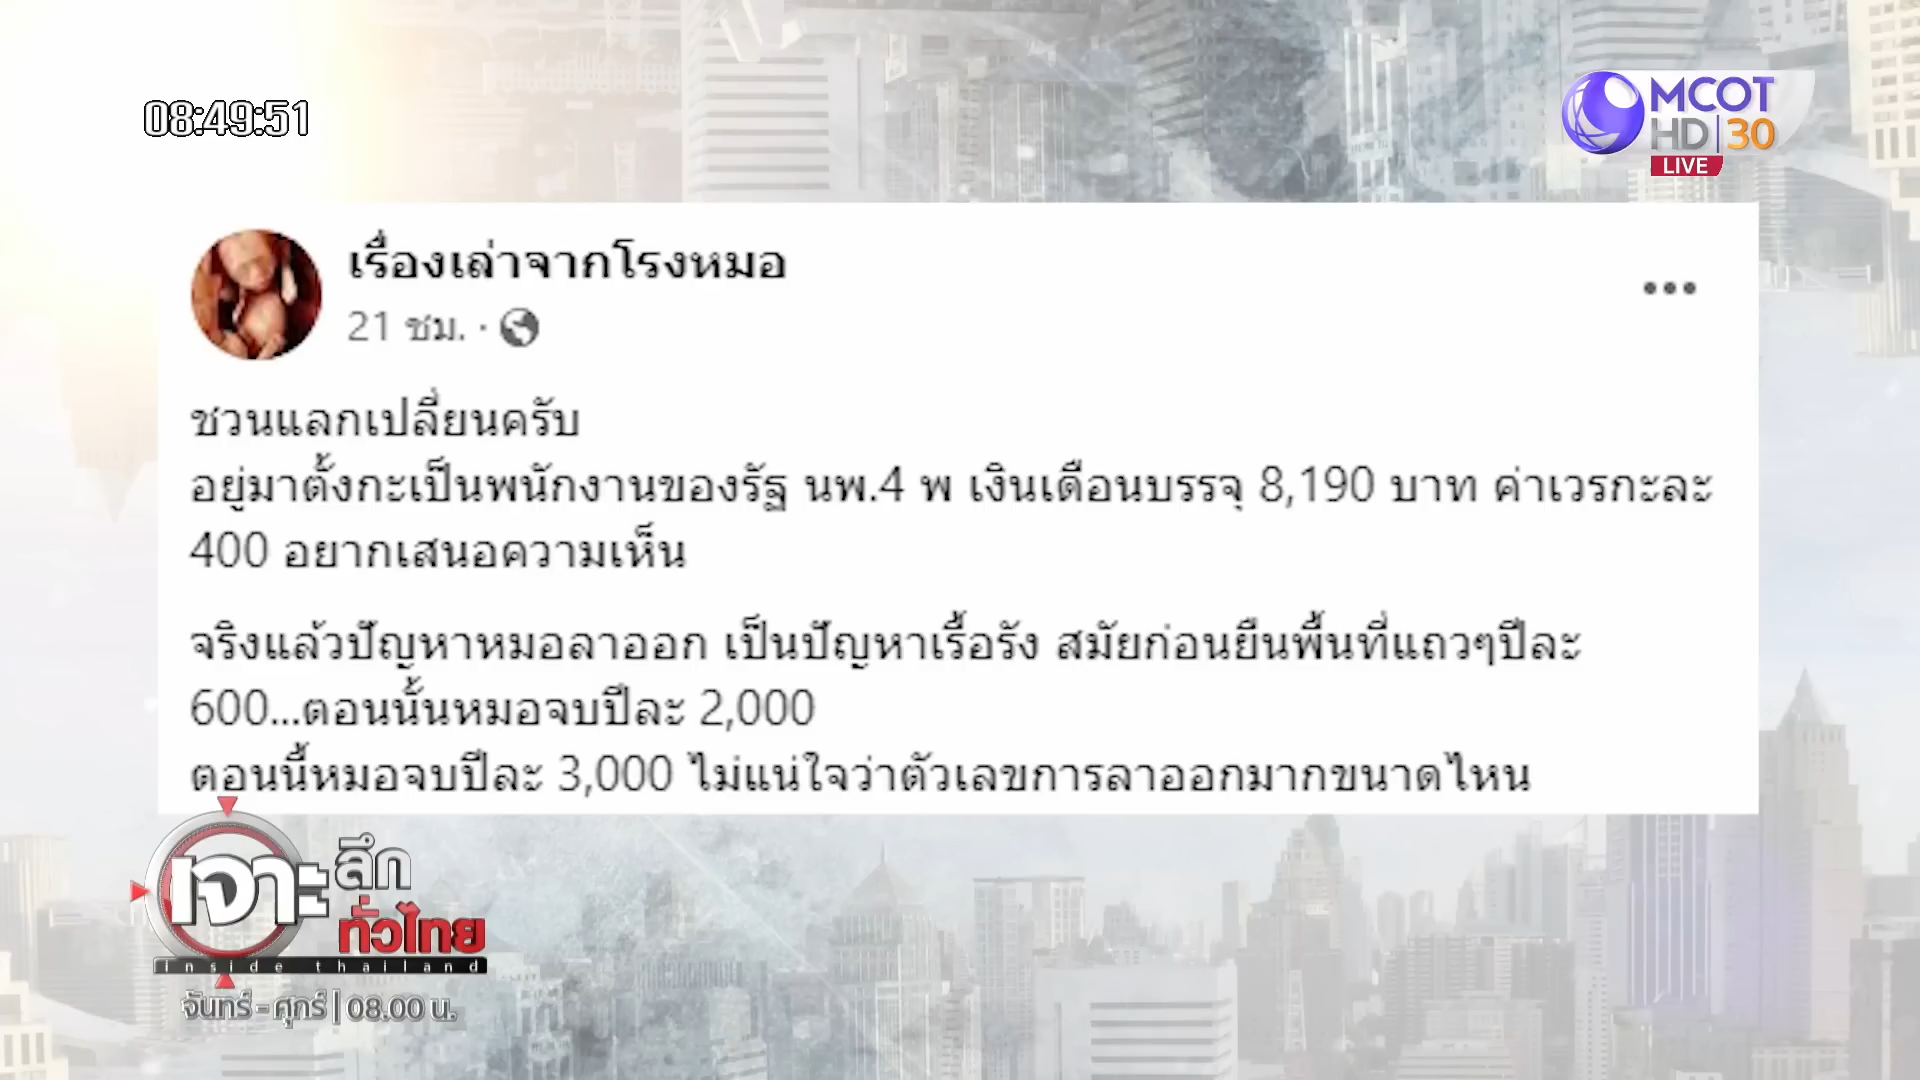 08:49:51
MCOT
HD 30
LIVE
เรื่องเล่าจากโรงหมอ
21 ชม. ·
ชวนแลกเปลี่ยนครับ
อยู่มาตั้งกะเป็นพนักงานของรัฐ นพ.4 พ เงินเดือนบรรจุ 8,190 บาท ค่าเวรกะละ
400 อยากเสนอความเห็น
จริงแล้วปัญหาหมอลาออก เป็นปัญหาเรื้อรัง สมัยก่อนยืนพื้นที่แถวๆปีละ
600...ตอนนั้นหมอจบปีละ 2,000
ตอนนี้หมอจบปีละ 3,000 ไม่แน่ใจว่าตัวเลขการลาออกมากขนาดไหน
เจาะลึก
ทั่วไทย
inside thailand
จันทร์ - ศุกร์ | 08.00 น.